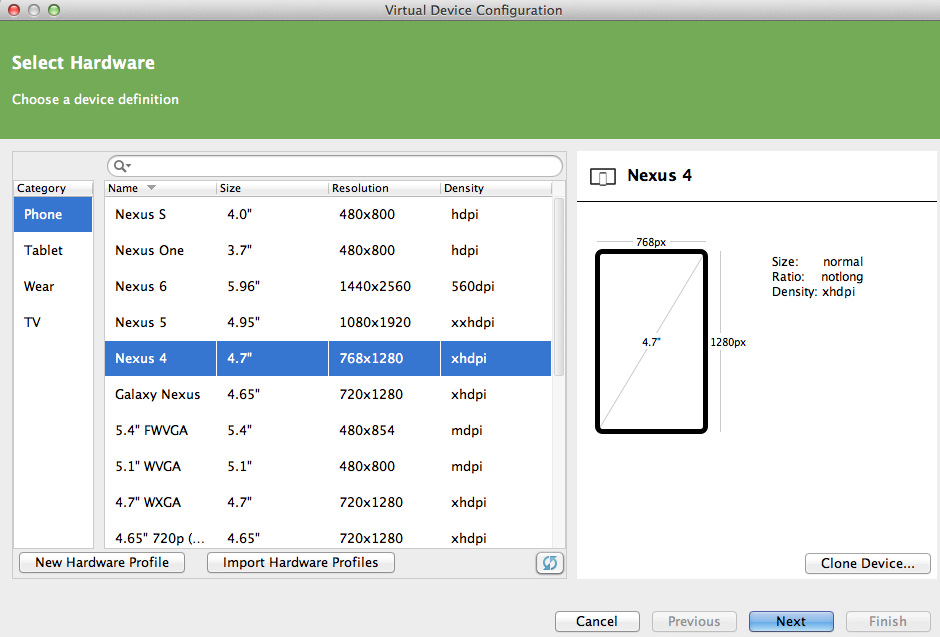 Virtual Device Configuration
Select Hardware
Choose a device definition
Category
Phone
Tablet
Wear
TV
Name Size Resolution Density
Nexus S 4.0" 480x800 hdpi
Nexus One 3.7" 480x800 hdpi
Nexus 6 5.96" 1440x2560 560dpi
Nexus 5 4.95" 1080x1920 xxhdpi
Nexus 4 4.7" 768x1280 xhdpi
Galaxy Nexus 4.65" 720x1280 xhdpi
5.4" FWVGA 5.4" 480x854 mdpi
5.1" WVGA 5.1" 480x800 mdpi
4.7" WXGA 4.7" 720x1280 xhdpi
4.65" 720p (... 4.65" 720x1280 xhdpi
New Hardware Profile Import Hardware Profiles
Nexus 4
768px
4.7"
1280px
Size: normal
Ratio: notlong
Density: xhdpi
Clone Device...
Cancel Previous Next Finish